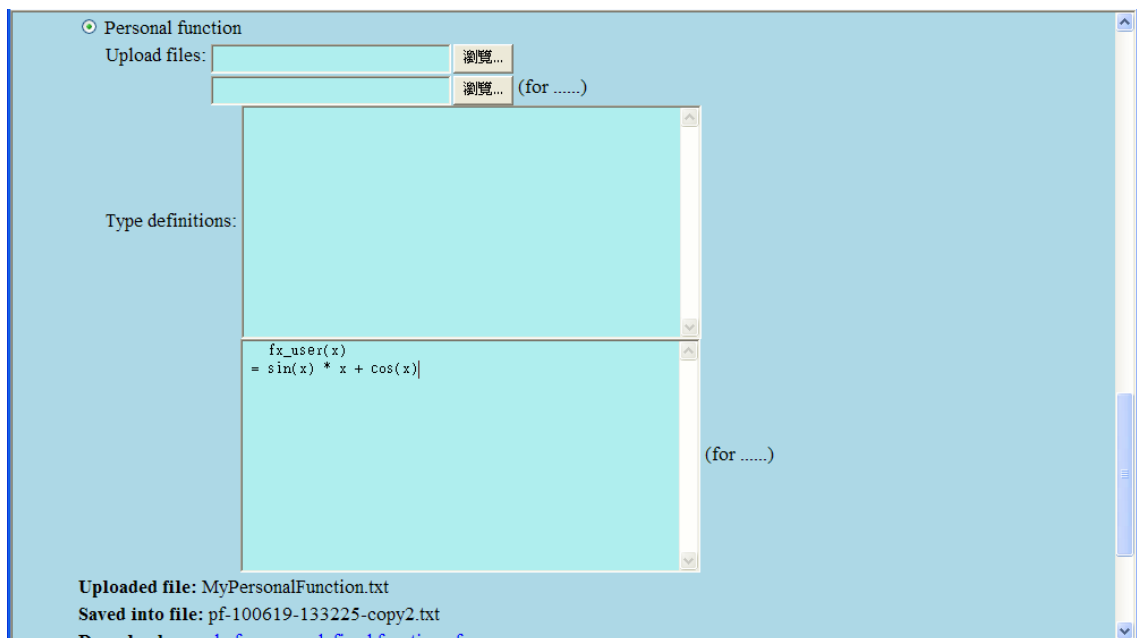 Personal function
Upload files: 瀏覽...
瀏覽... (for ......)
Type definitions:
fx_user(x)
= sin(x) * x + cos(x)
(for ......)
Uploaded file: MyPersonalFunction.txt
Saved into file: pf-100619-133225-copy2.txt